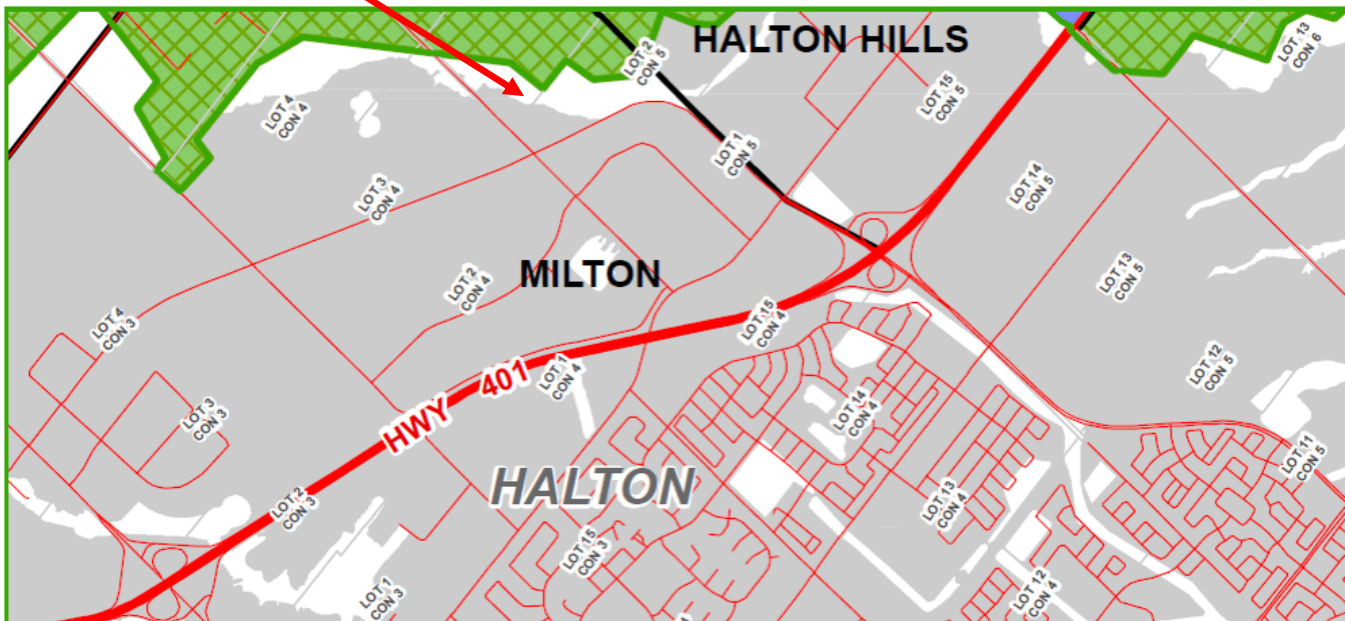 HALTON HILLS
LOT 2
CON 5
LOT 13
CON 6
LOT 4
CON 4
LOT 15
CON 5
LOT 1
CON 5
LOT 3
CON 4
LOT 14
CON 5
MILTON
LOT 2
CON 4
LOT 13
CON 5
LOT 4
CON 3
LOT 15
CON 4
HWY 401
LOT 1
CON 4
LOT 12
CON 5
LOT 3
CON 3
LOT 14
CON 4
LOT 11
CON 5
HALTON
LOT 2
CON 3
LOT 13
CON 4
LOT 15
CON 3
LOT 1
CON 3
LOT 12
CON 4